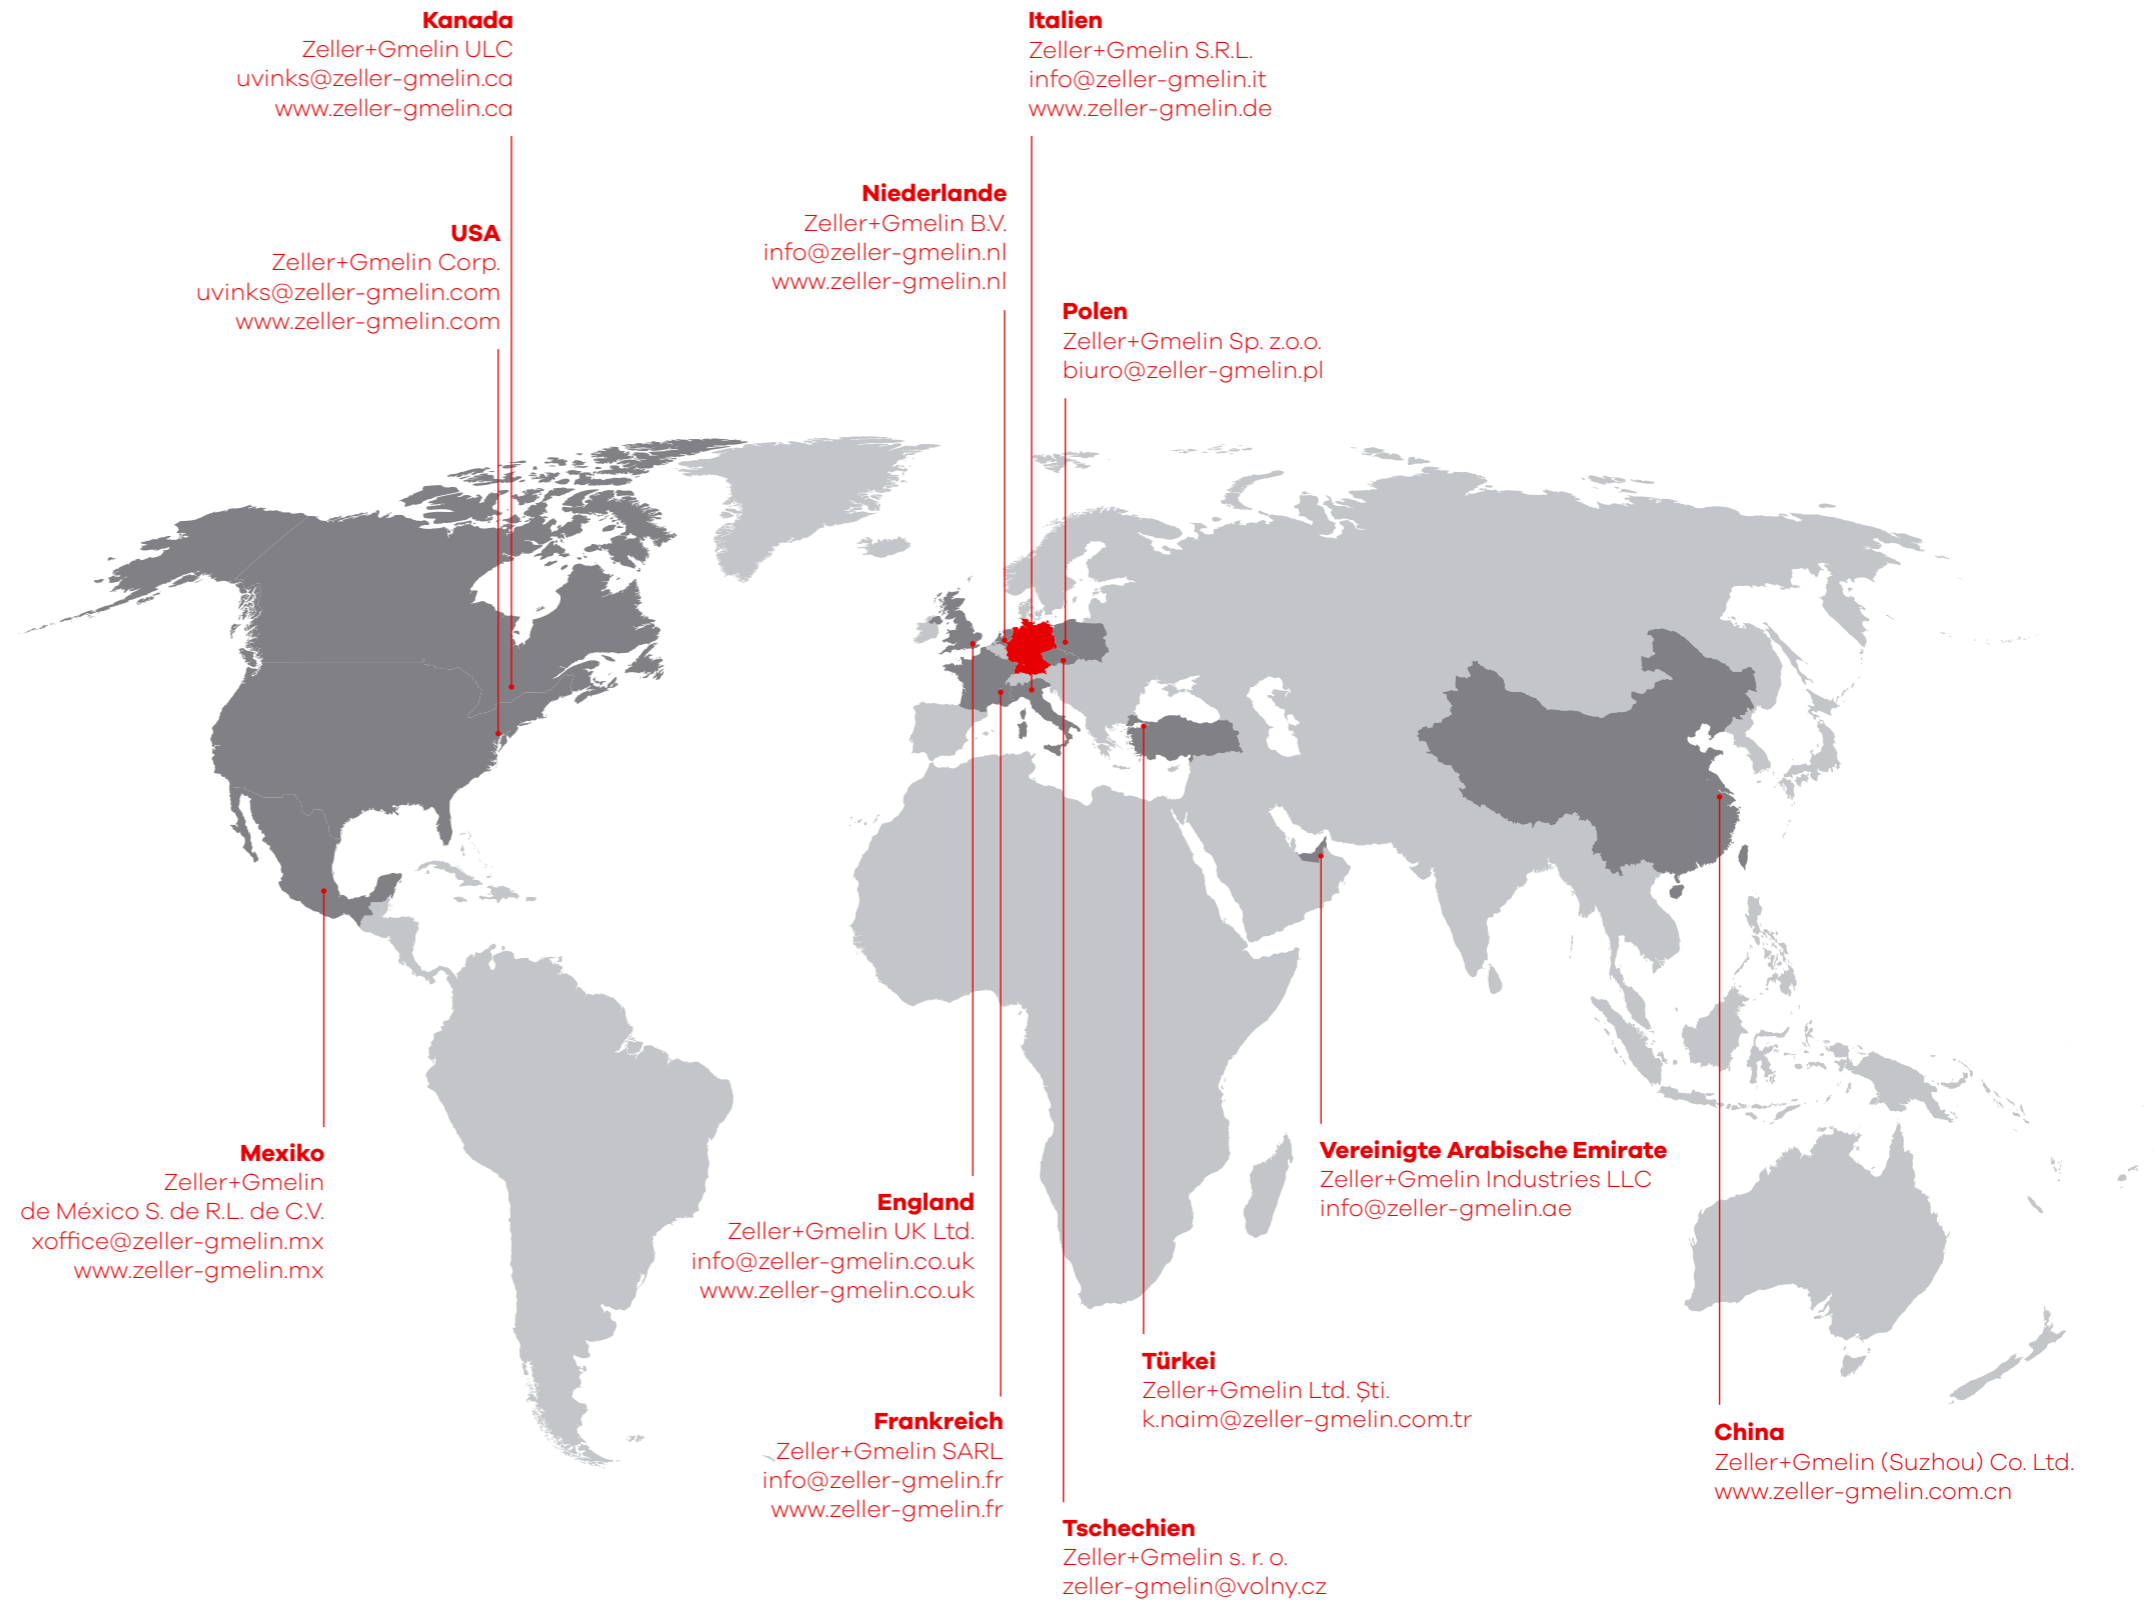 Kanada
Zeller+Gmelin ULC
uvinks@zeller-gmelin.ca
www.zeller-gmelin.ca
Italien
Zeller+Gmelin S.R.L.
info@zeller-gmelin.it
www.zeller-gmelin.de
Niederlande
Zeller+Gmelin B.V.
info@zeller-gmelin.nl
www.zeller-gmelin.nl
USA
Zeller+Gmelin Corp.
uvinks@zeller-gmelin.com
www.zeller-gmelin.com
Polen
Zeller+Gmelin Sp. z.o.o.
biuro@zeller-gmelin.pl
Mexiko
Zeller+Gmelin
de México S. de R.L. de C.V.
xoffice@zeller-gmelin.mx
www.zeller-gmelin.mx
England
Zeller+Gmelin UK Ltd.
info@zeller-gmelin.co.uk
www.zeller-gmelin.co.uk
Vereinigte Arabische Emirate
Zeller+Gmelin Industries LLC
info@zeller-gmelin.ae
Türkei
Zeller+Gmelin Ltd. Şti.
k.naim@zeller-gmelin.com.tr
Frankreich
Zeller+Gmelin SARL
info@zeller-gmelin.fr
www.zeller-gmelin.fr
China
Zeller+Gmelin (Suzhou) Co. Ltd.
www.zeller-gmelin.com.cn
Tschechien
Zeller+Gmelin s. r. o.
zeller-gmelin@volny.cz